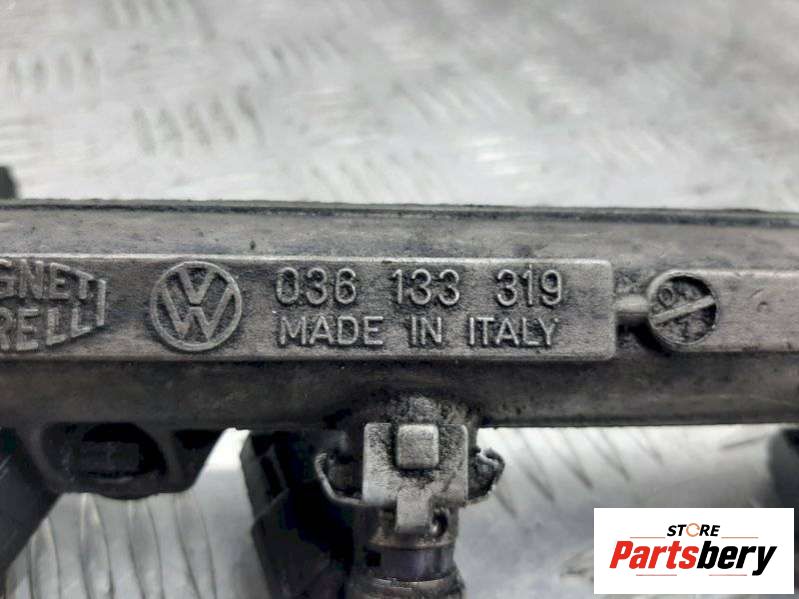 GNETI
RELLI
VW
036 133 319
MADE IN ITALY
STORE
Partsbery